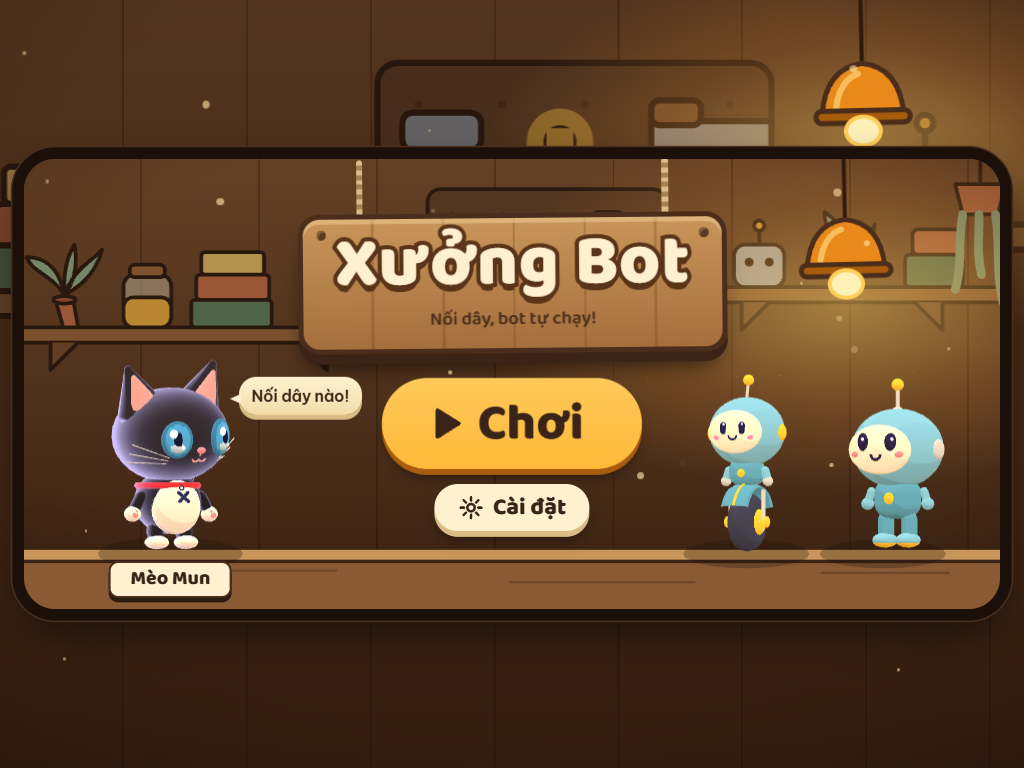 Xưởng Bot
Nối dây, bot tự chạy!
Nối dây nào!
Chơi
Cài đặt
Mèo Mun